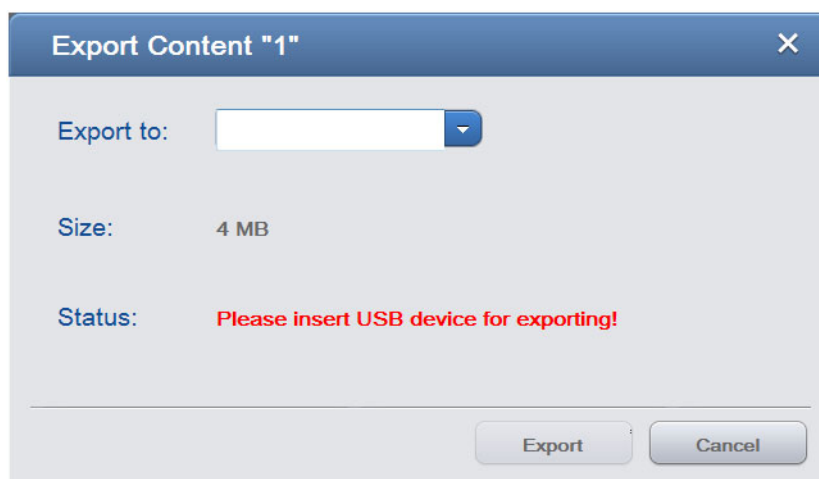 Export Content "1"
Export to:
Size: 4 MB
Status: Please insert USB device for exporting!
Export Cancel